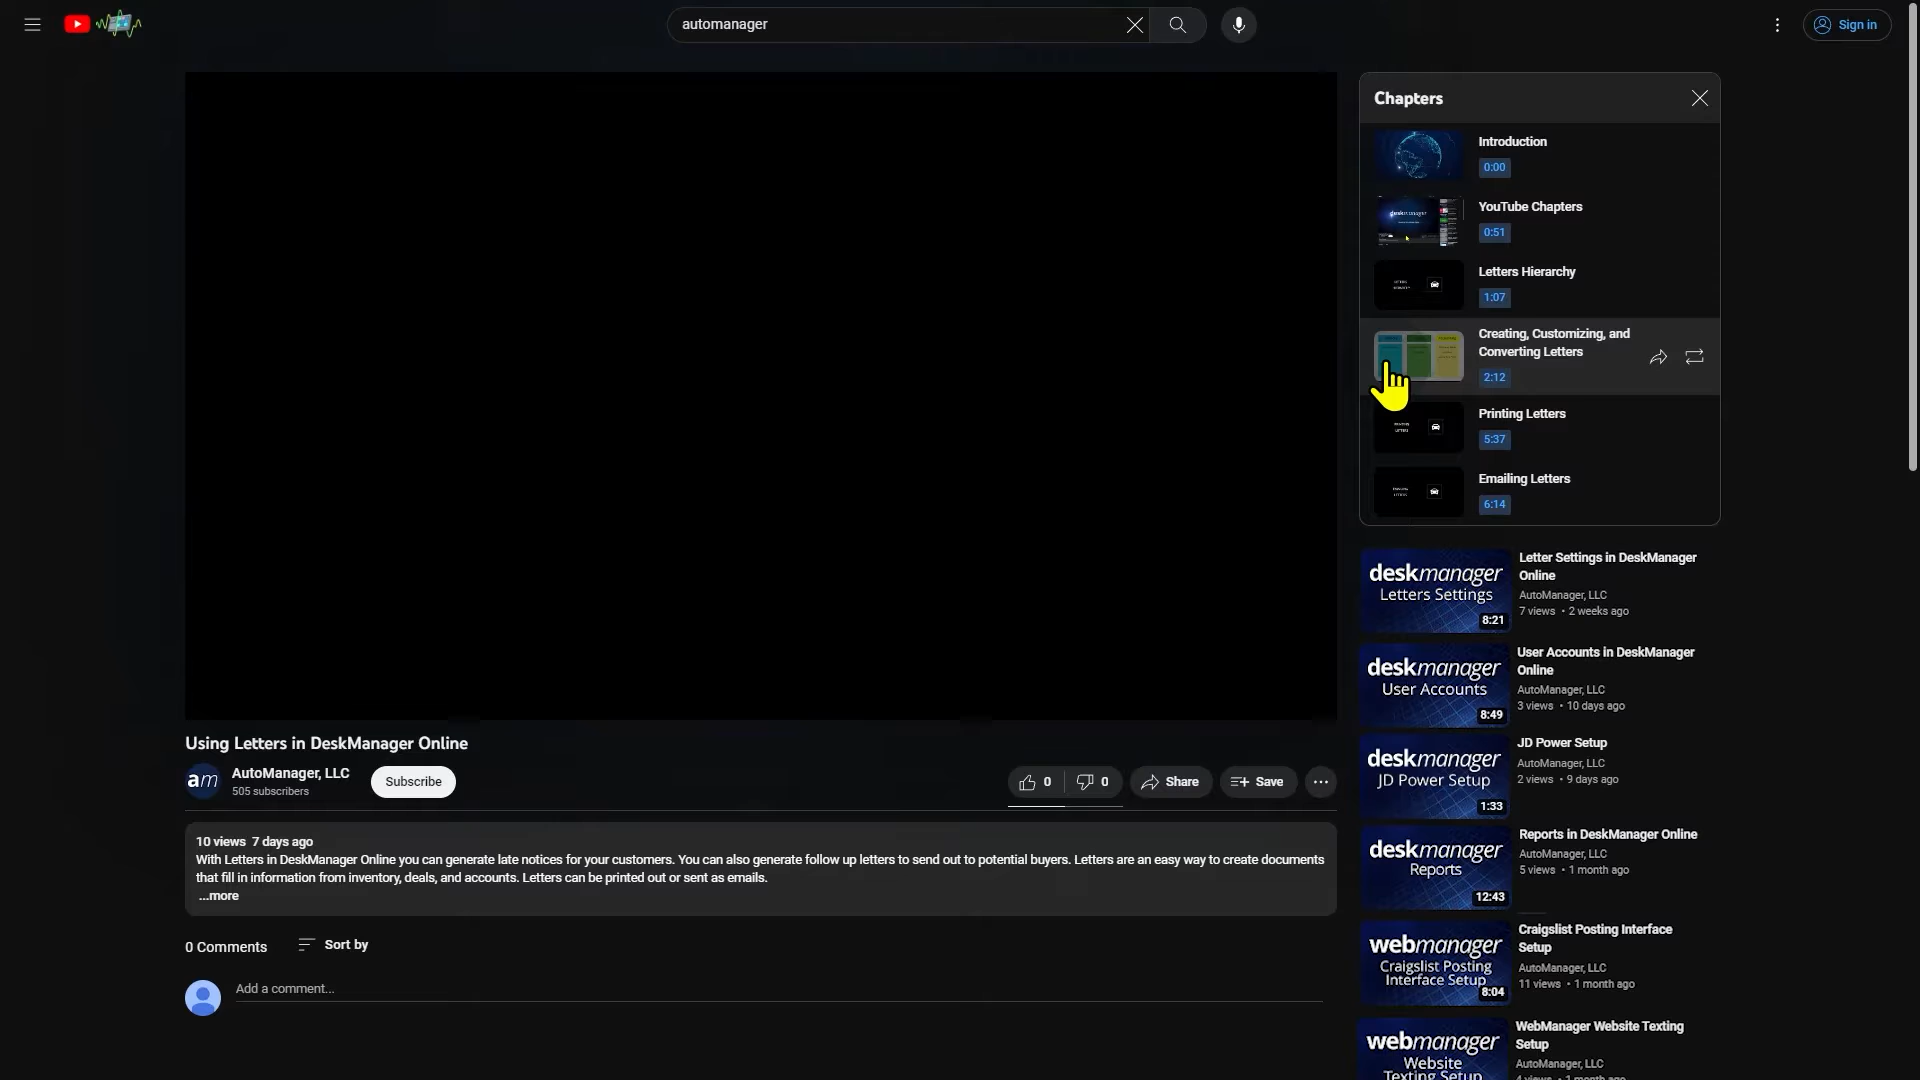 automanager
Sign in
Chapters
Introduction
0:00
YouTube Chapters
0:51
Letters Hierarchy
1:07
Creating, Customizing, and
Converting Letters
2:12
Printing Letters
5:37
Emailing Letters
6:14
deskmanager
Letters Settings
8:21
Letter Settings in DeskManager
Online
AutoManager, LLC
7 views • 2 weeks ago
deskmanager
User Accounts
8:49
User Accounts in DeskManager
Online
AutoManager, LLC
3 views • 10 days ago
deskmanager
JD Power Setup
1:33
JD Power Setup
AutoManager, LLC
2 views • 9 days ago
deskmanager
Reports
12:43
Reports in DeskManager Online
AutoManager, LLC
5 views • 1 month ago
webmanager
Craigslist Posting
Interface Setup
8:04
Craigslist Posting Interface
Setup
AutoManager, LLC
11 views • 1 month ago
webmanager
Website
Texting Setup
WebManager Website Texting
Setup
AutoManager, LLC
4 views • 1 month ago
Using Letters in DeskManager Online
am
AutoManager, LLC
505 subscribers
Subscribe
0
0
Share
Save
10 views 7 days ago
With Letters in DeskManager Online you can generate late notices for your customers. You can also generate follow up letters to send out to potential buyers. Letters are an easy way to create documents
that fill in information from inventory, deals, and accounts. Letters can be printed out or sent as emails.
...more
0 Comments
Sort by
Add a comment...